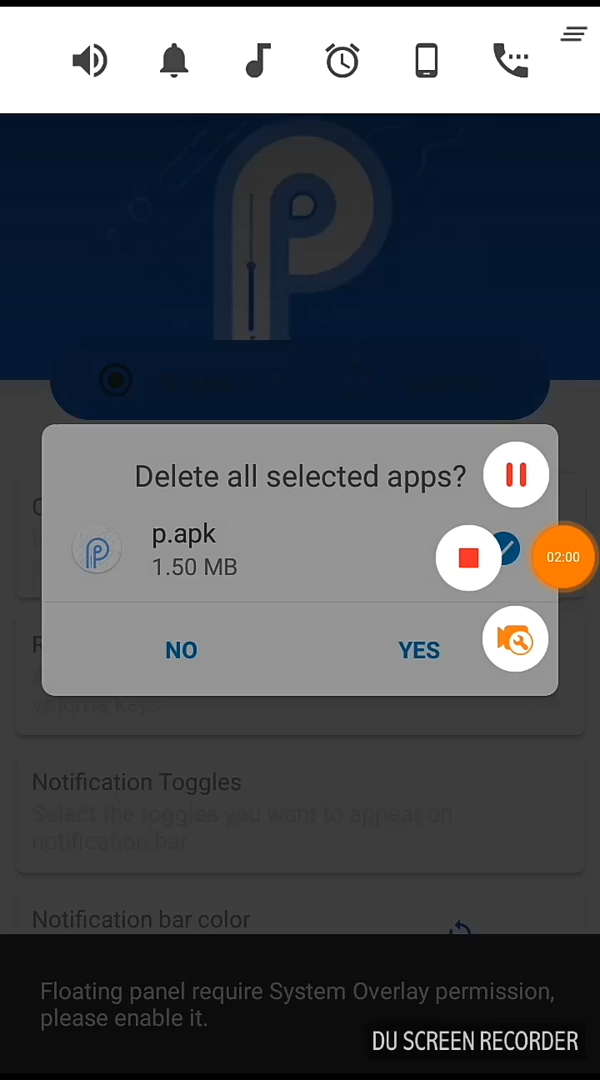 Delete all selected apps?
p.apk
1.50 MB
02:00
NO
YES
volume keys
Notification Toggles
Select the toggles you want to appear on
notification bar
Notification bar color
Floating panel require System Overlay permission,
please enable it.
DU SCREEN RECORDER